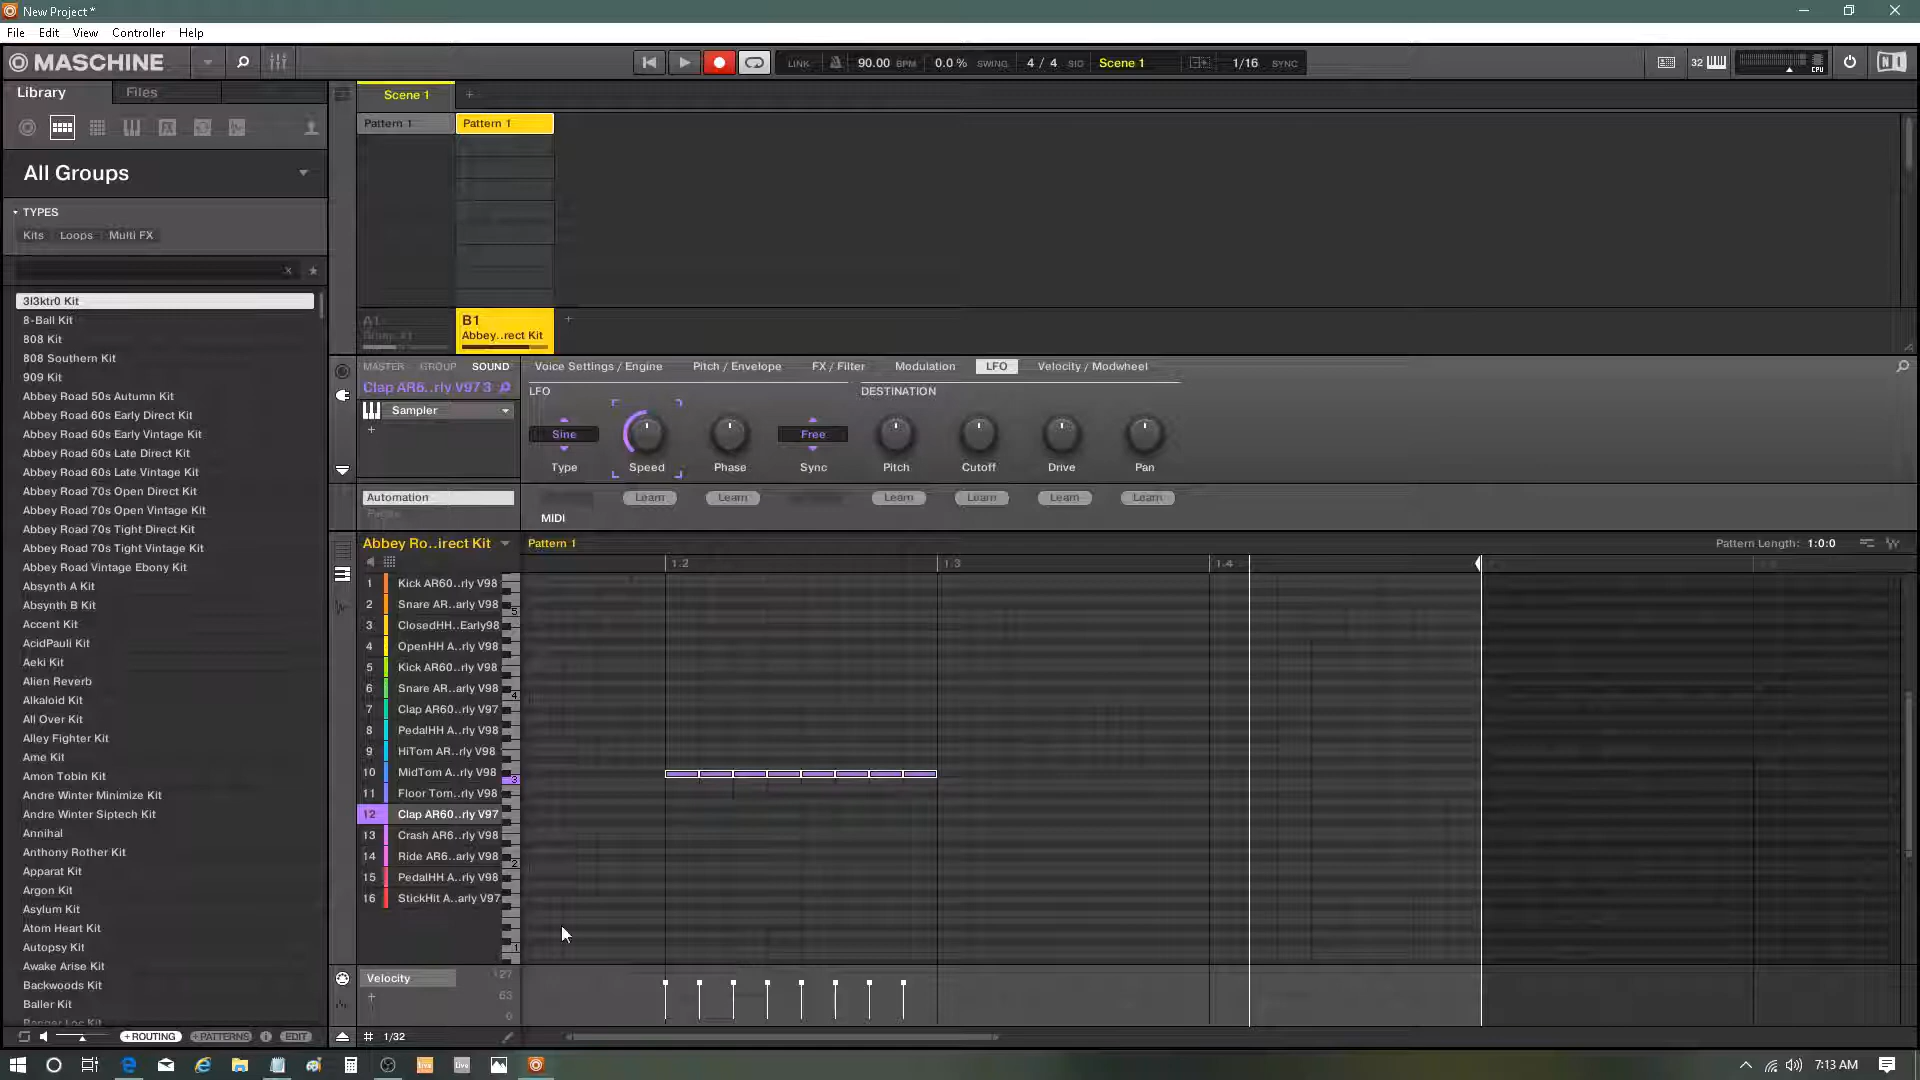 New Project *
File Edit View Controller Help
MASCHINE
LINK 90.00 BPM 0.0 % SWING 4 / 4 SIG Scene 1 1/16 SYNC 32 CPU NI
Library Files
Scene 1 +
Pattern 1 Pattern 1
All Groups
TYPES
Kits Loops Multi FX
3l3ktr0 Kit
8-Ball Kit
808 Kit
808 Southern Kit
909 Kit
Abbey Road 50s Autumn Kit
Abbey Road 60s Early Direct Kit
Abbey Road 60s Early Vintage Kit
Abbey Road 60s Late Direct Kit
Abbey Road 60s Late Vintage Kit
Abbey Road 70s Open Direct Kit
Abbey Road 70s Open Vintage Kit
Abbey Road 70s Tight Direct Kit
Abbey Road 70s Tight Vintage Kit
Abbey Road Vintage Ebony Kit
Absynth A Kit
Absynth B Kit
Accent Kit
AcidPauli Kit
Aeki Kit
Alien Reverb
Alkaloid Kit
All Over Kit
Alley Fighter Kit
Ame Kit
Amon Tobin Kit
Andre Winter Minimize Kit
Andre Winter Siptech Kit
Annihal
Anthony Rother Kit
Apparat Kit
Argon Kit
Asylum Kit
Atom Heart Kit
Autopsy Kit
Awake Arise Kit
Backwoods Kit
Baller Kit
+ROUTING +PATTERNS EDIT
A1 B1 +
Abbey..rect Kit
MASTER GROUP SOUND
Clap AR6..rly V97 3
Sampler
+
Voice Settings / Engine Pitch / Envelope FX / Filter Modulation LFO Velocity / Modwheel
LFO DESTINATION
Sine Free
Type Speed Phase Sync Pitch Cutoff Drive Pan
Automation Learn Learn Learn Learn Learn Learn
MIDI
Abbey Ro..irect Kit Pattern 1 Pattern Length: 1:0:0
1.2 1.3 1.4
1 Kick AR60..rly V98
2 Snare AR..arly V98
3 ClosedHH..Early98
4 OpenHH A..rly V98
5 Kick AR60..rly V98
6 Snare AR..arly V98
7 Clap AR60..rly V98
8 PedalHH A..rly V98
9 HiTom AR..rly V98
10 MidTom A..rly V98
11 Floor Tom..rly V98
12 Clap AR60..rly V97
13 Crash AR6..rly V98
14 Ride AR6..arly V98
15 PedalHH A..rly V98
16 StickHit A..arly V97
5
4
3
2
1
Velocity 127
+ 63
0
1/32
7:13 AM